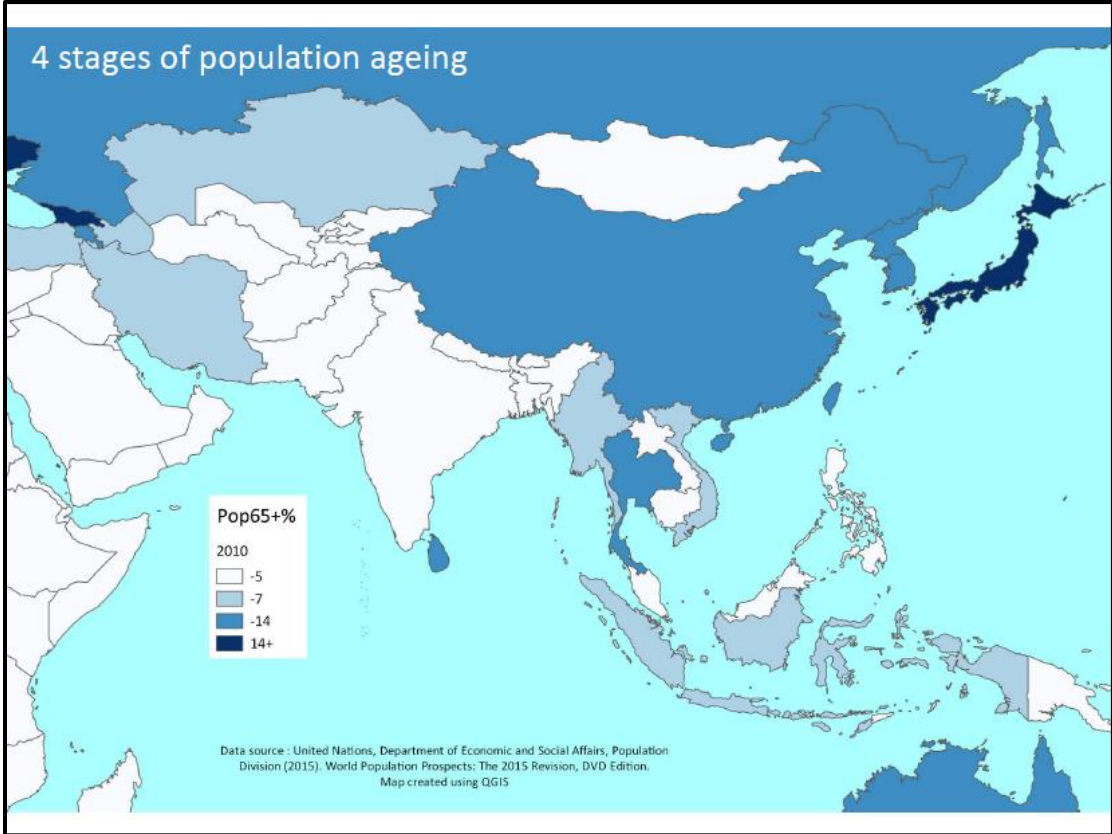 4 stages of population ageing
Pop65+%
2010
-5
-7
-14
14+
Data source : United Nations, Department of Economic and Social Affairs, Population
Division (2015). World Population Prospects: The 2015 Revision, DVD Edition.
Map created using QGIS